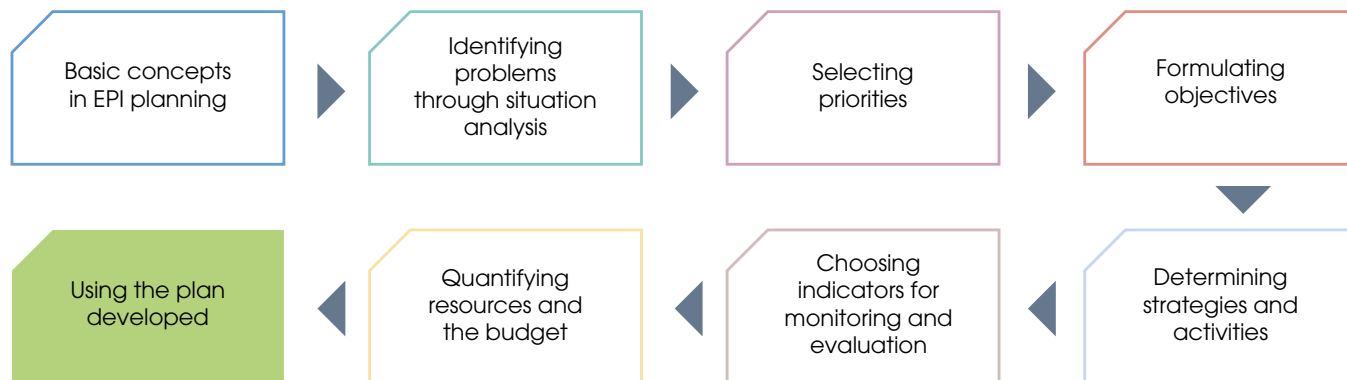 Basic concepts
in EPI planning
Identifying
problems
through situation
analysis
Selecting
priorities
Formulating
objectives
Determining
strategies and
activities
Choosing
indicators for
monitoring and
evaluation
Quantifying
resources and
the budget
Using the plan
developed